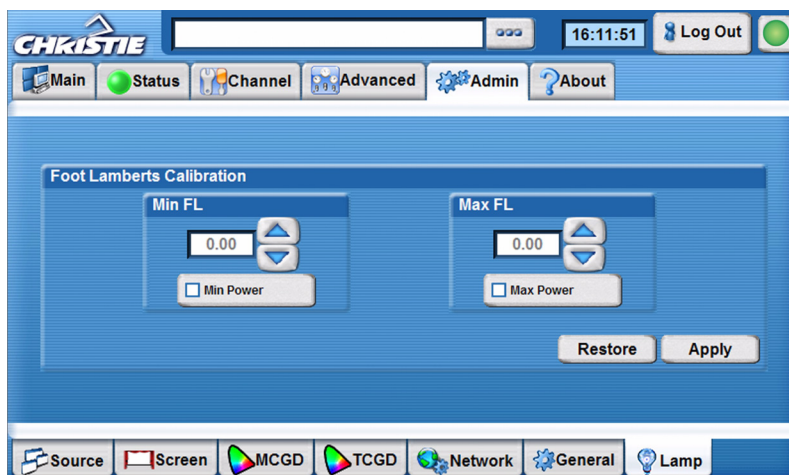 CHRISTIE 16:11:51 Log Out
Main Status Channel Advanced Admin About
Foot Lamberts Calibration
Min FL Max FL
0.00 0.00
Min Power Max Power
Restore Apply
Source Screen MCGD TCGD Network General Lamp